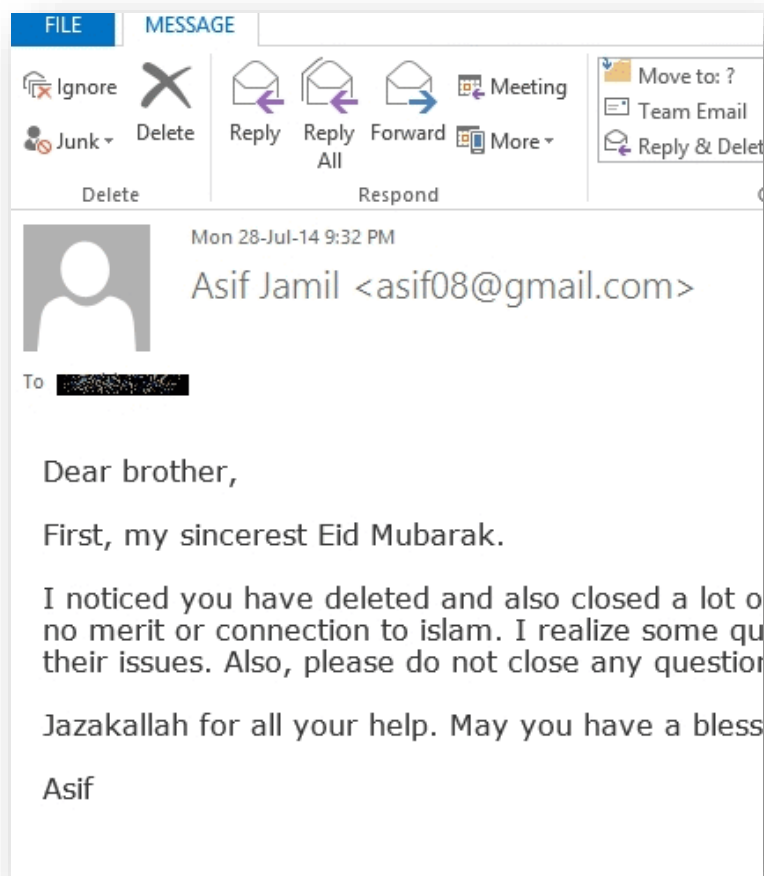 FILE MESSAGE
Ignore
Junk
Delete
Reply
Reply All
Forward
Meeting
More
Move to: ?
Team Email
Reply & Delet
Delete
Respond
Mon 28-Jul-14 9:32 PM
Asif Jamil <asif08@gmail.com>
To
Dear brother,
First, my sincerest Eid Mubarak.
I noticed you have deleted and also closed a lot o
no merit or connection to islam. I realize some qu
their issues. Also, please do not close any question
Jazakallah for all your help. May you have a bless
Asif